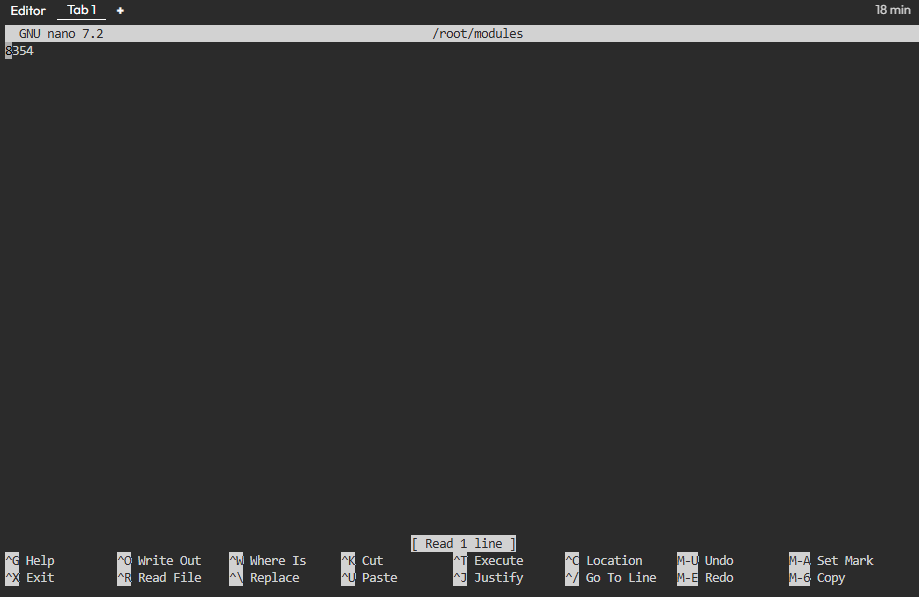 Editor Tab 1 + 18 min
GNU nano 7.2 /root/modules
8354
[ Read 1 line ]
^G Help ^O Write Out ^W Where Is ^K Cut ^T Execute ^C Location M-U Undo M-A Set Mark
^X Exit ^R Read File ^\ Replace ^U Paste ^J Justify ^/ Go To Line M-E Redo M-6 Copy